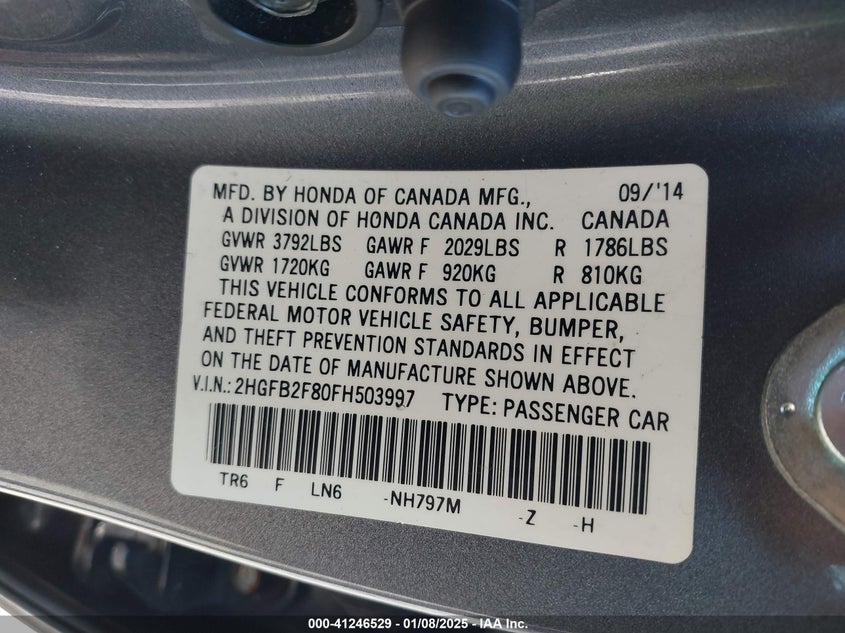 MFD. BY HONDA OF CANADA MFG., 09/'14
A DIVISION OF HONDA CANADA INC. CANADA
GVWR 3792LBS GAWR F 2029LBS R 1786LBS
GVWR 1720KG GAWR F 920KG R 810KG
THIS VEHICLE CONFORMS TO ALL APPLICABLE
FEDERAL MOTOR VEHICLE SAFETY, BUMPER,
AND THEFT PREVENTION STANDARDS IN EFFECT
ON THE DATE OF MANUFACTURE SHOWN ABOVE.
V.I.N.: 2HGFB2F80FH503997 TYPE: PASSENGER CAR
TR6 F LN6 -NH797M -Z -H
000-41246529 — 01/08/2025 — IAA Inc.